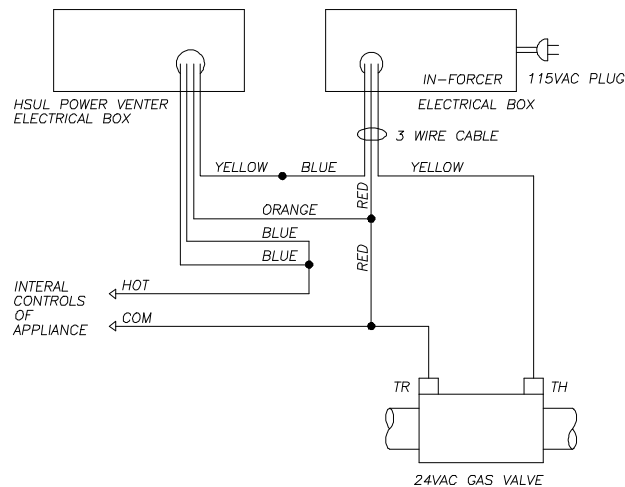 HSUL POWER VENTER
ELECTRICAL BOX
IN-FORCER
ELECTRICAL BOX
115VAC PLUG
3 WIRE CABLE
YELLOW
BLUE
RED
YELLOW
ORANGE
BLUE
BLUE
RED
INTERAL
CONTROLS
OF
APPLIANCE
HOT
COM
TR
TH
24VAC GAS VALVE